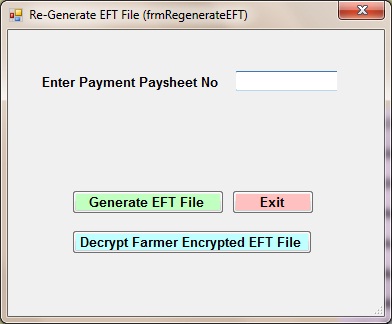 Re-Generate EFT File (frmRegenerateEFT)
Enter Payment Paysheet No
Generate EFT File
Exit
Decrypt Farmer Encrypted EFT File